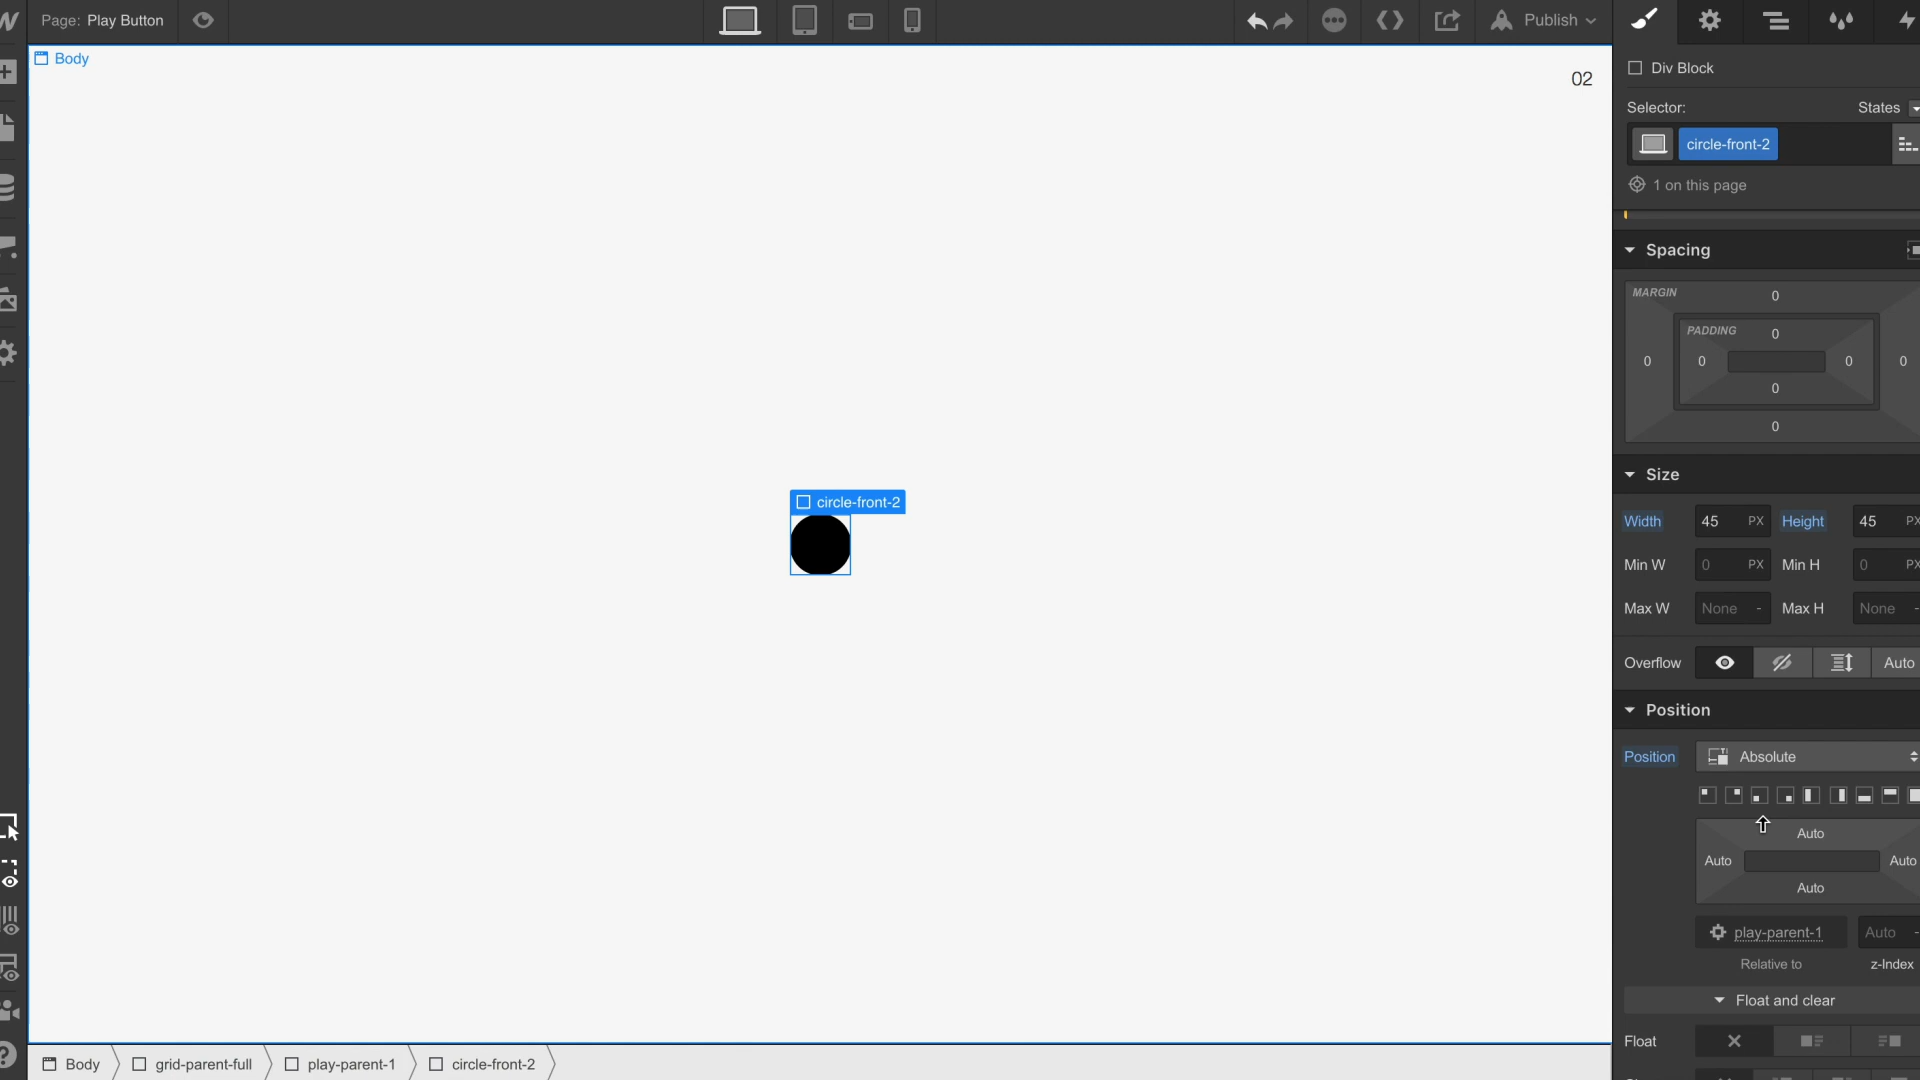 Page: Play Button
Publish
Body
02
circle-front-2
Body
grid-parent-full
play-parent-1
circle-front-2
Div Block
Selector:
States
circle-front-2
1 on this page
Spacing
MARGIN
0
PADDING
0
0
0
0
0
0
0
Size
Width
45
PX
Height
45
PX
Min W
0
PX
Min H
0
PX
Max W
None
-
Max H
None
-
Overflow
Auto
Position
Position
Absolute
Auto
Auto
Auto
Auto
play-parent-1
Auto
-
Relative to
z-Index
Float and clear
Float